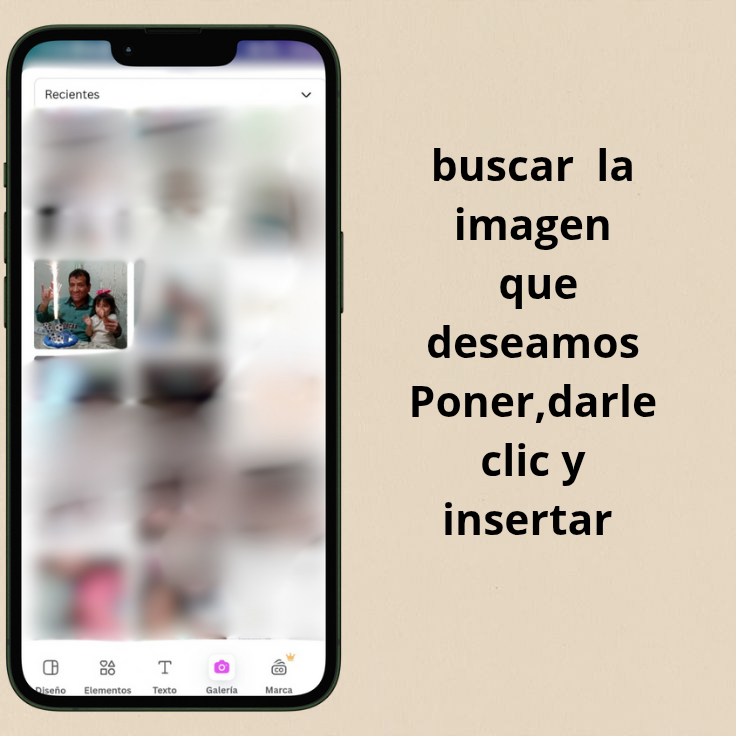 Recientes
buscar la
imagen
que
deseamos
Poner,darle
clic y
insertar
Diseño Elementos Texto Galería Marca